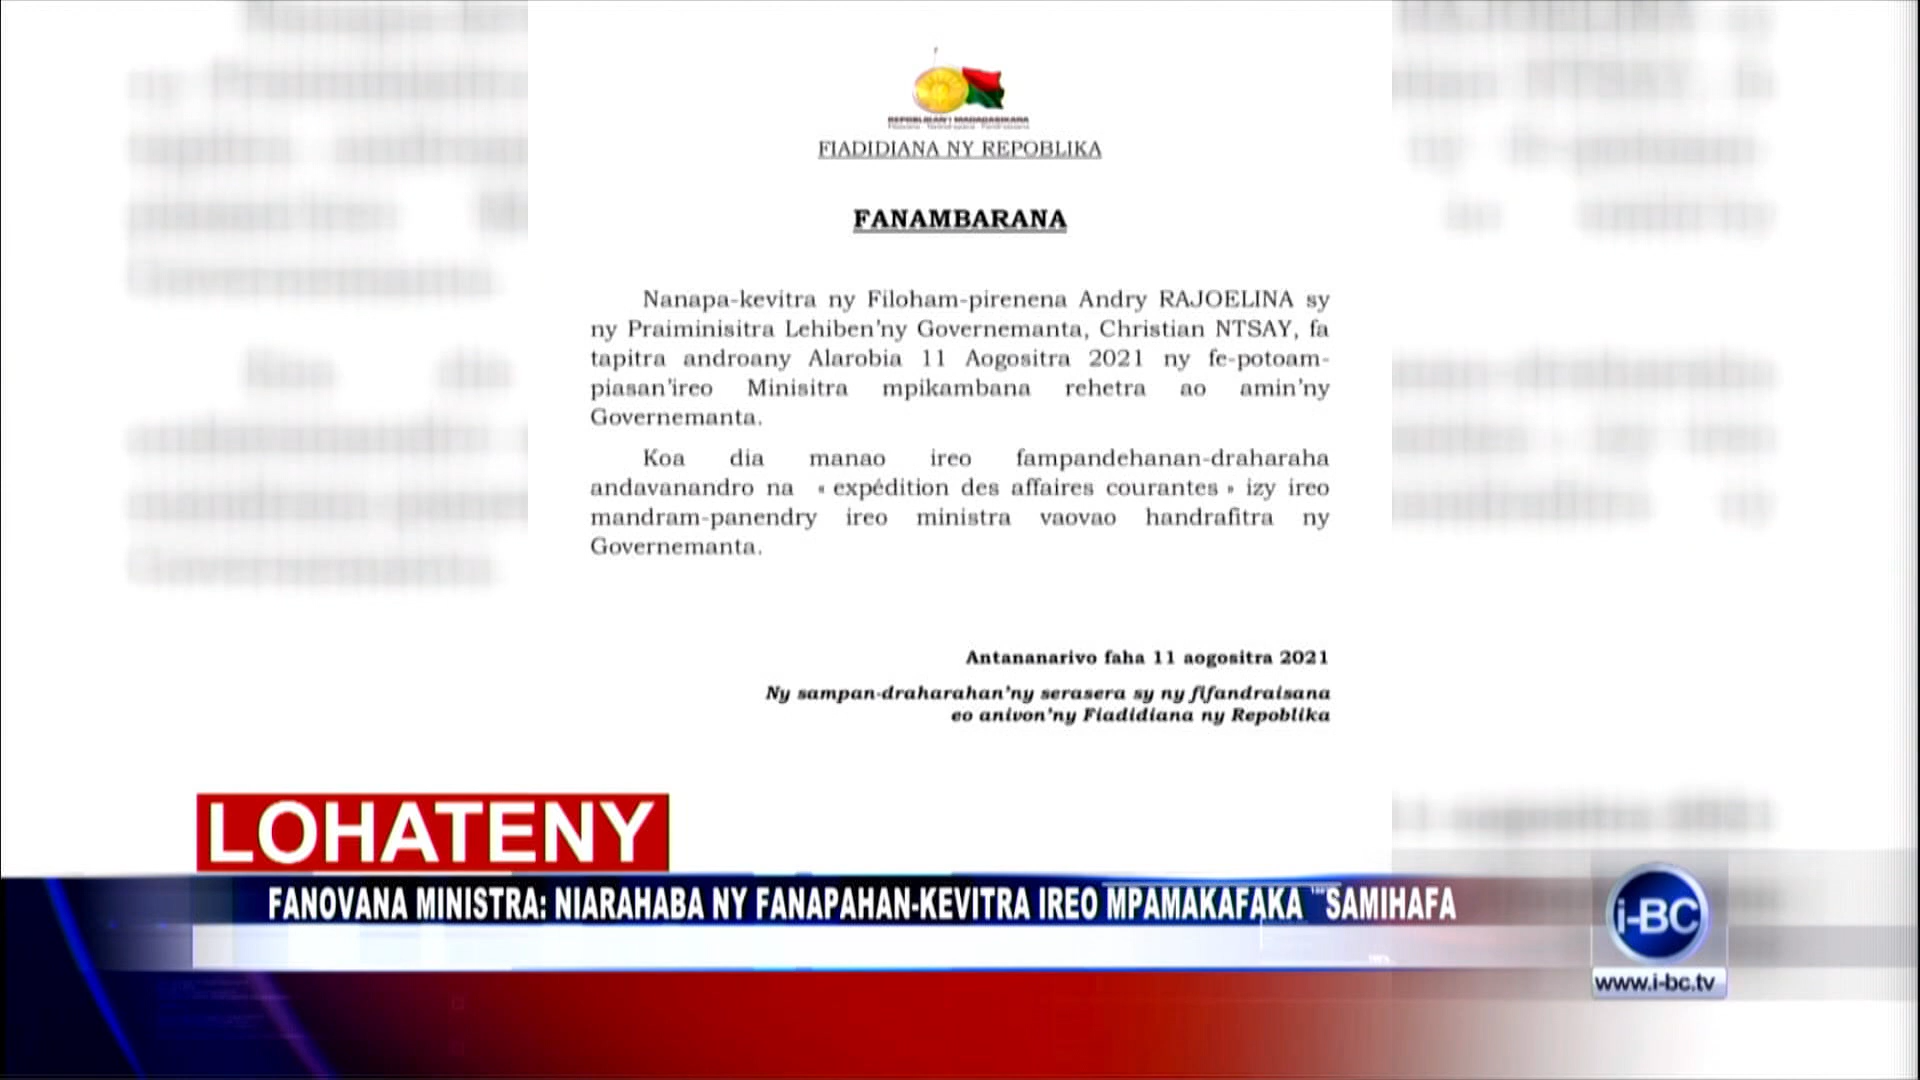 REPOBLIKAN'I MADAGASIKARA
FIADIDIANA NY REPOBLIKA
FANAMBARANA
Nanapa-kevitra ny Filoham-pirenena Andry RAJOELINA sy
ny Praiminisitra Lehiben'ny Governemanta, Christian NTSAY, fa
tapitra androany Alarobia 11 Aogositra 2021 ny fe-potoam-
piasan'ireo Minisitra mpikambana rehetra ao amin'ny
Governemanta.
Koa dia manao ireo fampandehanan-draharaha
andavanandro na « expédition des affaires courantes » izy ireo
mandram-panendry ireo ministra vaovao handrafitra ny
Governemanta.
Antananarivo faha 11 aogositra 2021
Ny sampan-draharahan'ny serasera sy ny fifandraisana
eo anivon'ny Fiadidiana ny Repoblika
LOHATENY
FANOVANA MINISTRA: NIARAHABA NY FANAPAHAN-KEVITRA IREO MPAMAKAFAKA SAMIHAFA
i-BC
www.i-bc.tv